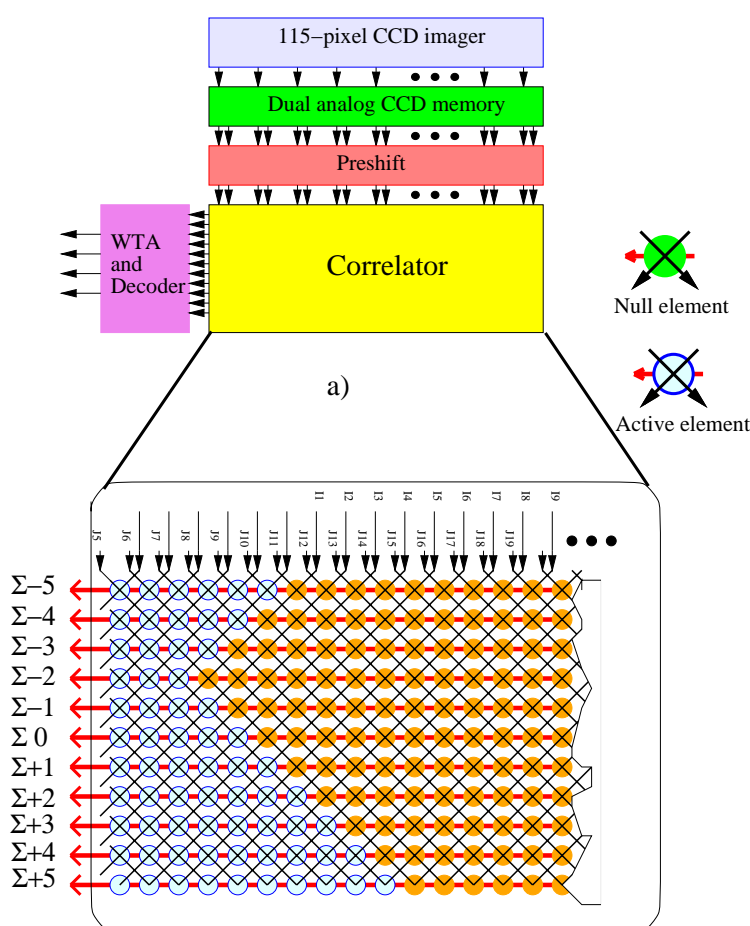 115−pixel CCD imager
Dual analog CCD memory
Preshift
WTA
and
Decoder
Correlator
Null element
a)
Active element
I1 I2 I3 I4 I5 I6 I7 I8 I9
J5 J6 J7 J8 J9 J10 J11 J12 J13 J14 J15 J16 J17 J18 J19
Σ−5
Σ−4
Σ−3
Σ−2
Σ−1
Σ 0
Σ+1
Σ+2
Σ+3
Σ+4
Σ+5